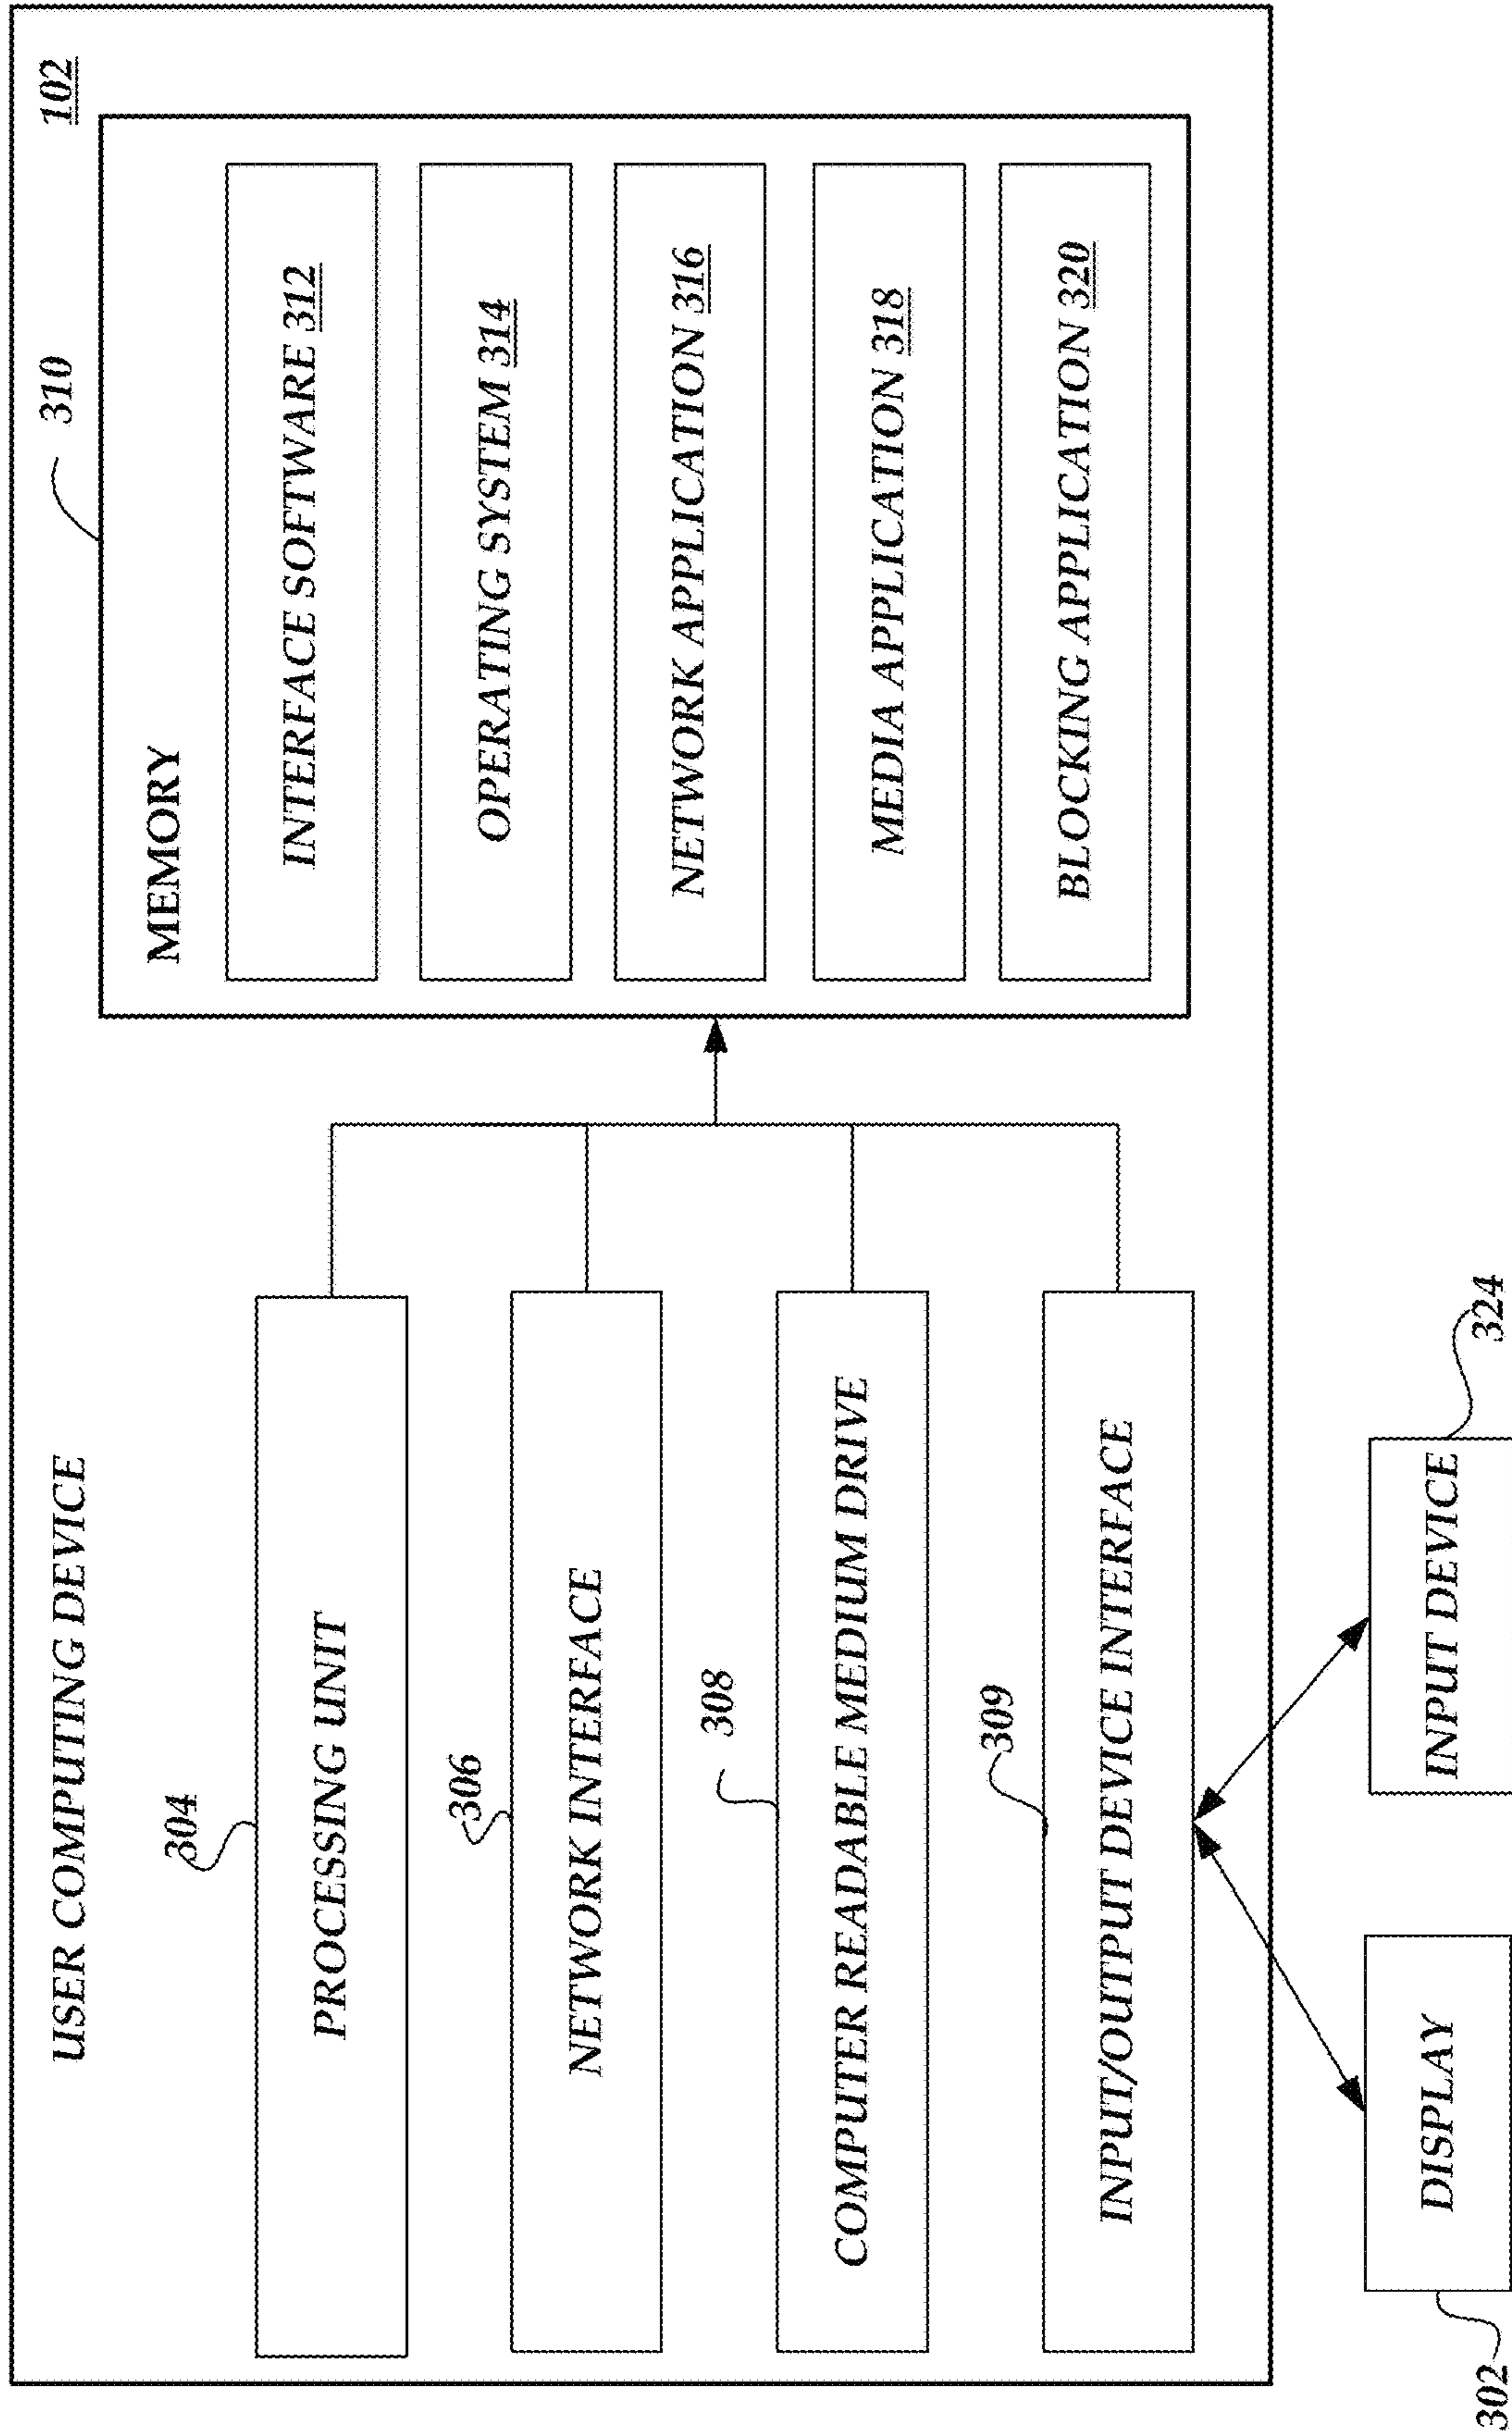 USER COMPUTING DEVICE
102
304
PROCESSING UNIT
306
NETWORK INTERFACE
308
COMPUTER READABLE MEDIUM DRIVE
309
INPUT/OUTPUT DEVICE INTERFACE
310
MEMORY
INTERFACE SOFTWARE 312
OPERATING SYSTEM 314
NETWORK APPLICATION 316
MEDIA APPLICATION 318
BLOCKING APPLICATION 320
302
DISPLAY
INPUT DEVICE
324